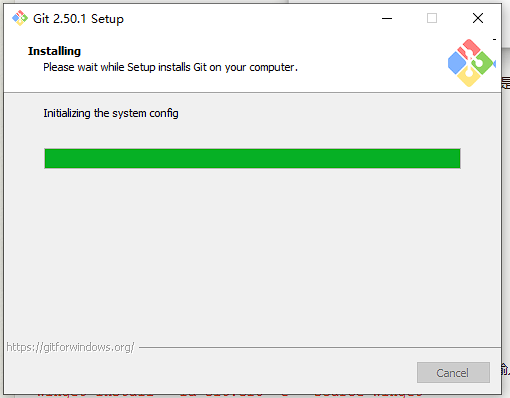 Git 2.50.1 Setup
Installing
Please wait while Setup installs Git on your computer.
是
Initializing the system config
https://gitforwindows.org/
Cancel